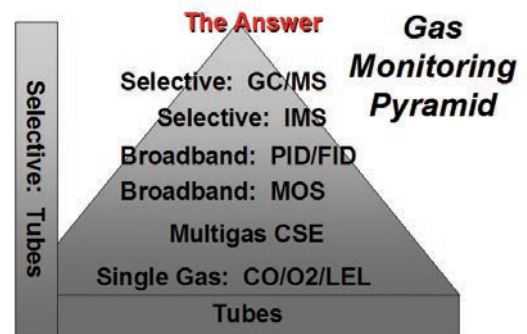 The Answer
Gas
Monitoring
Pyramid
Selective: GC/MS
Selective: IMS
Broadband: PID/FID
Broadband: MOS
Multigas CSE
Single Gas: CO/O2/LEL
Tubes
Selective: Tubes